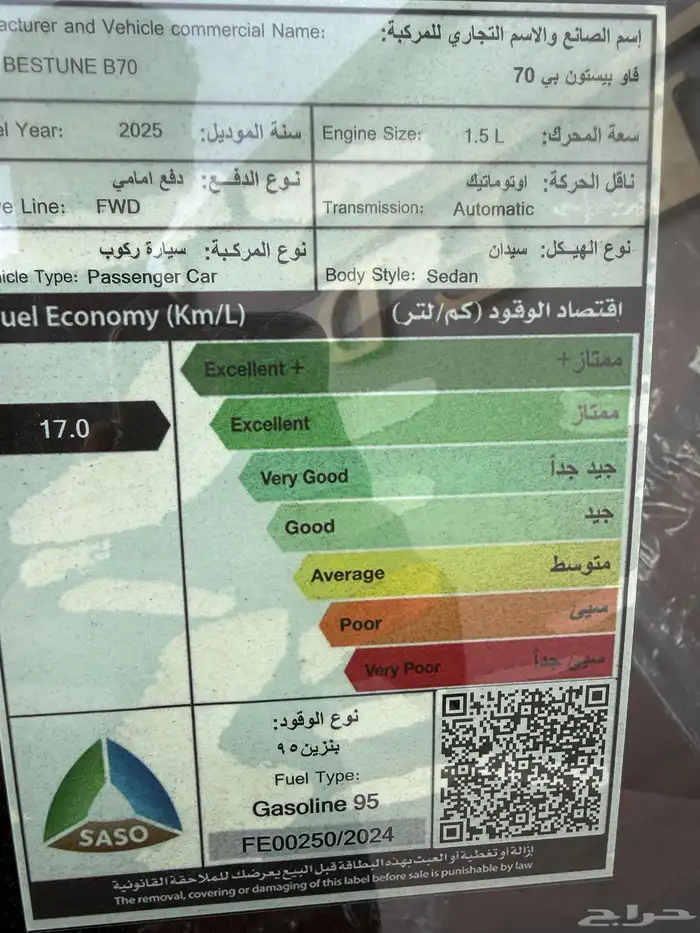 acturer and Vehicle commercial Name: إسم الصانع والاسم التجاري للمركبة:
BESTUNE B70 فاو بيستون بي 70
el Year: 2025 سنة الموديل: Engine Size: 1.5 L سعة المحرك:
نوع الدفع: دفع امامي ناقل الحركة: اوتوماتيك
e Line: FWD Transmission: Automatic
نوع المركبة: سيارة ركوب نوع الهيكل: سيدان
icle Type: Passenger Car Body Style: Sedan
uel Economy (Km/L) اقتصاد الوقود (كم/لتر)
Excellent + ممتاز+
17.0 Excellent ممتاز
Very Good جيد جداً
Good جيد
Average متوسط
Poor سيئ
Very Poor سيئ جداً
نوع الوقود:
بنزين ٩٥
Fuel Type:
Gasoline 95
SASO FE00250/2024
إزالة أو تغطية أو العبث بهذه البطاقة قبل البيع يعرضك للملاحقة القانونية
The removal, covering or damaging of this label before sale is punishable by law
حراج